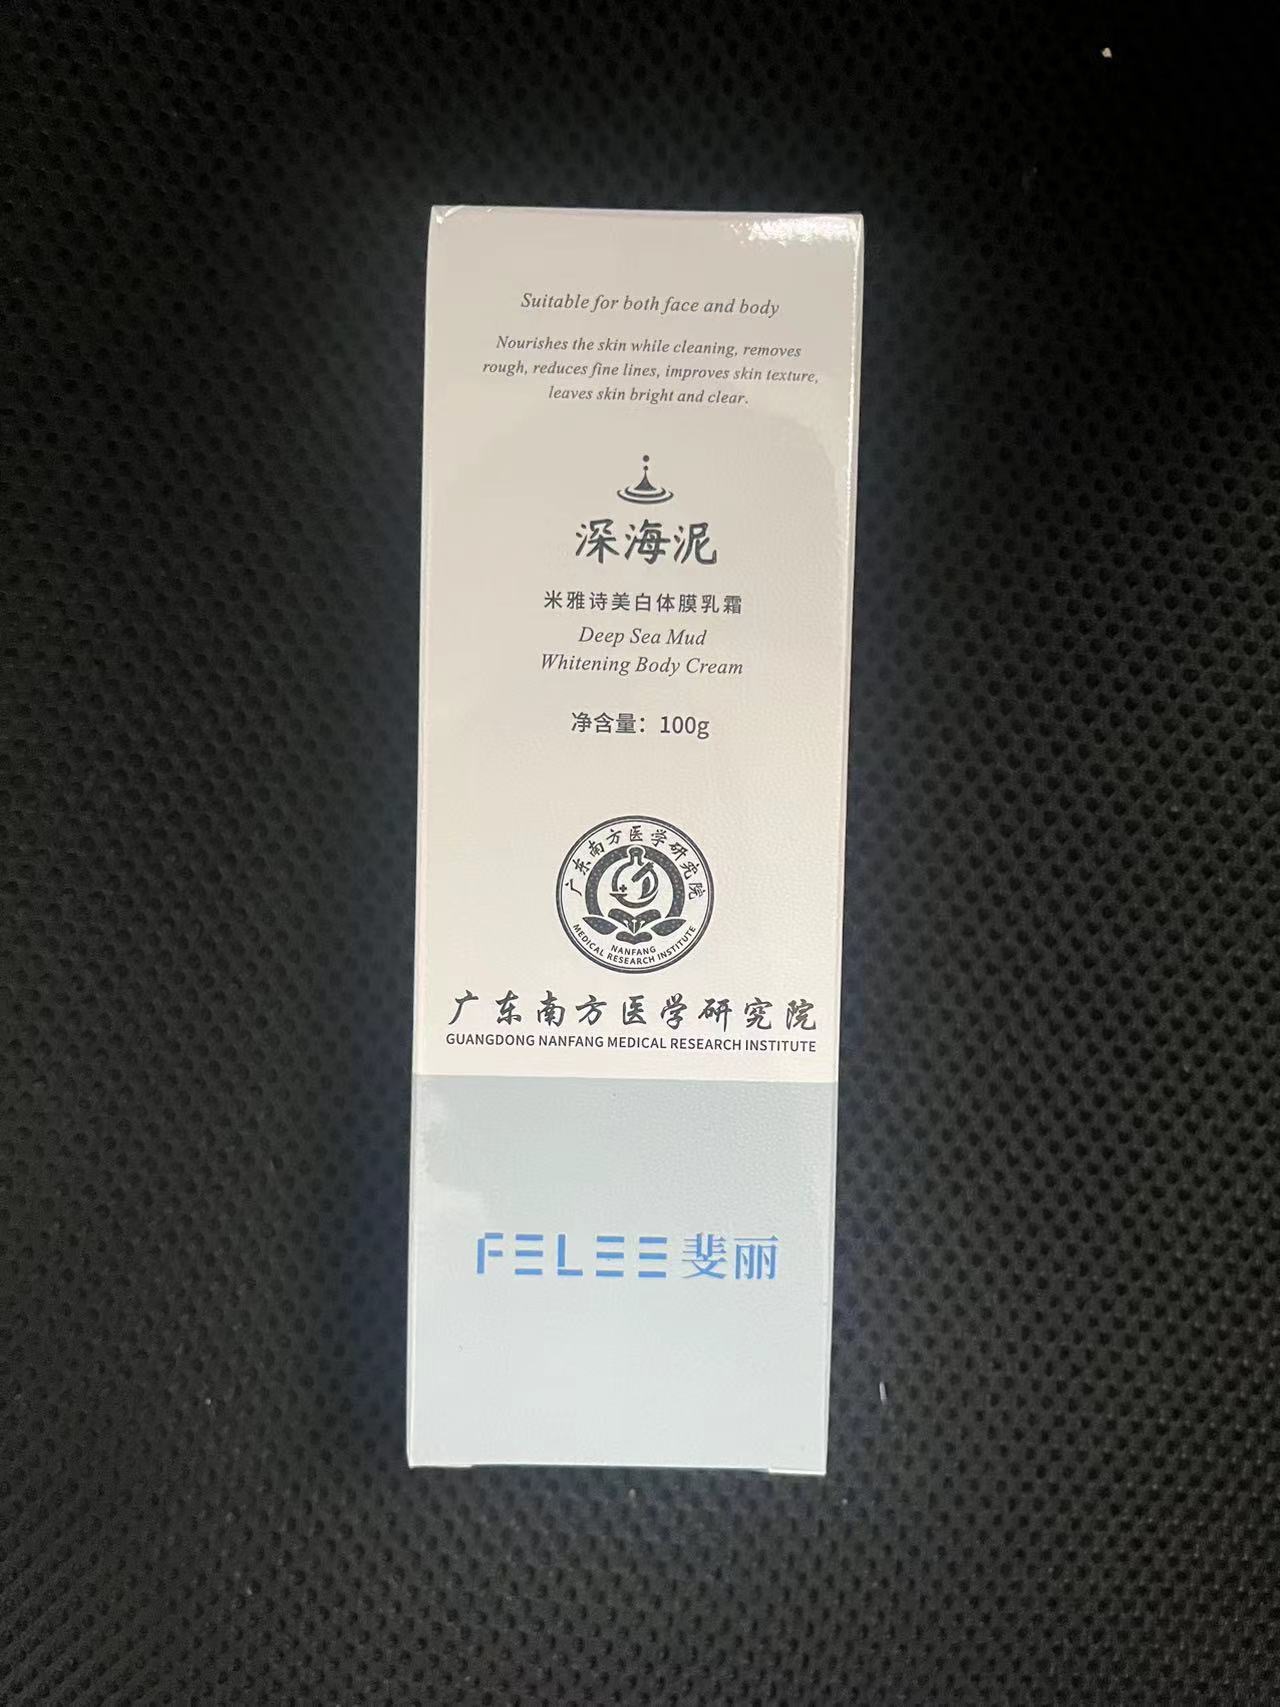 Suitable for both face and body
Nourishes the skin while cleaning, removes
rough, reduces fine lines, improves skin texture,
leaves skin bright and clear.
深海泥
米雅诗美白体膜乳霜
Deep Sea Mud
Whitening Body Cream
净含量：100g
广东南方医学研究院
NANFANG
MEDICAL RESEARCH INSTITUTE
广东南方医学研究院
GUANGDONG NANFANG MEDICAL RESEARCH INSTITUTE
FELEE 斐丽